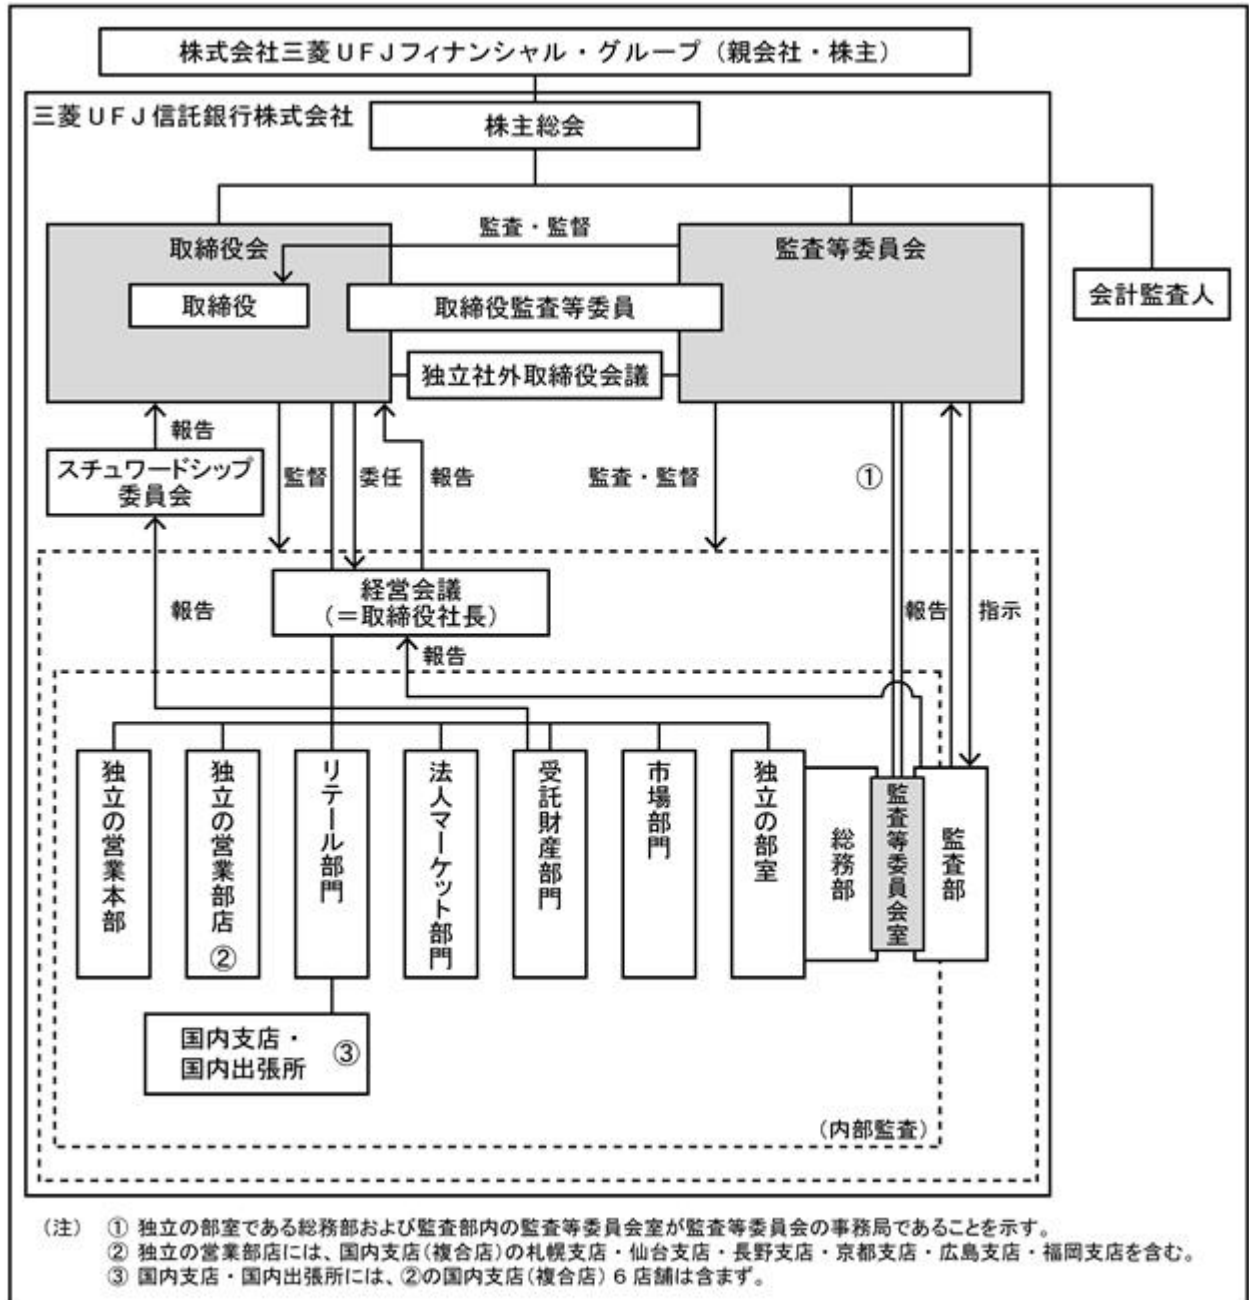 株式会社三菱UFJフィナンシャル・グループ（親会社・株主）
三菱UFJ信託銀行株式会社
株主総会
監査・監督
取締役会
監査等委員会
取締役
取締役監査等委員
会計監査人
独立社外取締役会議
報告
スチュワードシップ
委員会
監督
委任
報告
監査・監督
①
経営会議
（＝取締役社長）
報告
報告
指示
報告
独立の営業本部
独立の営業部店②
リテール部門
法人マーケット部門
受託財産部門
市場部門
独立の部室
総務部
監査等委員会室
監査部
国内支店・
国内出張所
③
（内部監査）
（注） ① 独立の部室である総務部および監査部内の監査等委員会室が監査等委員会の事務局であることを示す。
② 独立の営業部店には、国内支店（複合店）の札幌支店・仙台支店・長野支店・京都支店・広島支店・福岡支店を含む。
③ 国内支店・国内出張所には、②の国内支店（複合店）6店舗は含まず。